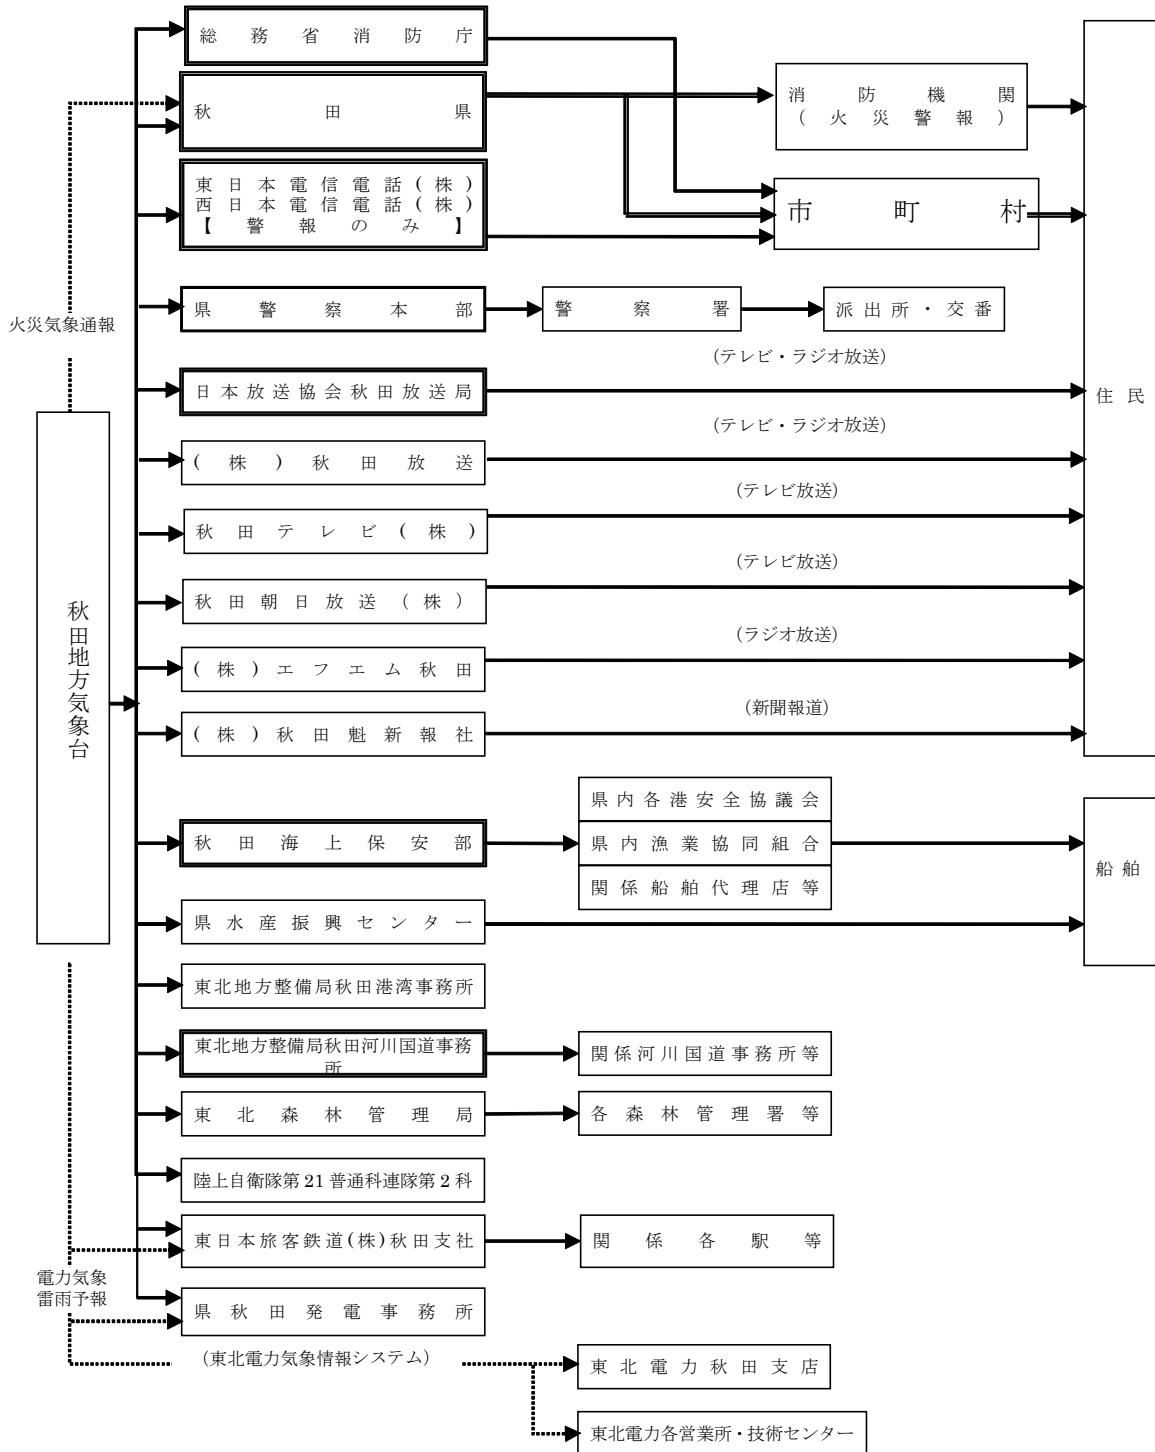 総務省消防庁
秋田県
消防機関
(火災警報)
東日本電信電話(株)
西日本電信電話(株)
【警報のみ】
市町村
県警察本部
警察署
派出所・交番
火災気象通報
(テレビ・ラジオ放送)
日本放送協会秋田放送局
住民
(テレビ・ラジオ放送)
(株)秋田放送
(テレビ放送)
秋田テレビ(株)
(テレビ放送)
秋田朝日放送(株)
(ラジオ放送)
(株)エフエム秋田
秋田地方気象台
(新聞報道)
(株)秋田魁新報社
県内各港安全協議会
秋田海上保安部
県内漁業協同組合
船舶
関係船舶代理店等
県水産振興センター
東北地方整備局秋田港湾事務所
東北地方整備局秋田河川国道事務
所
関係河川国道事務所等
東北森林管理局
各森林管理署等
陸上自衛隊第21普通科連隊第2科
東日本旅客鉄道(株)秋田支社
関係各駅等
電力気象
雷雨予報
県秋田発電事務所
(東北電力気象情報システム)
東北電力秋田支店
東北電力各営業所・技術センター